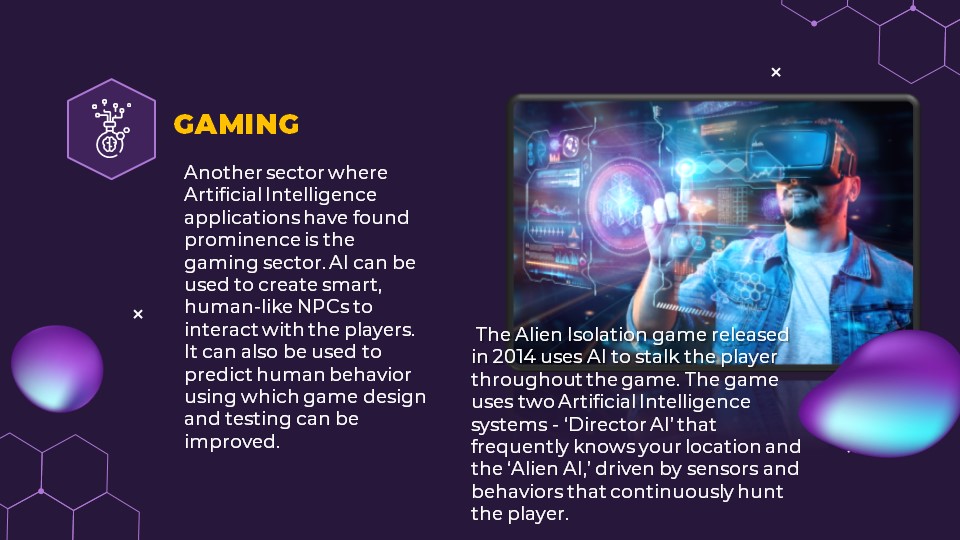 GAMING
Another sector where
Artificial Intelligence
applications have found
prominence is the
gaming sector. AI can be
used to create smart,
human-like NPCs to
interact with the players.
It can also be used to
predict human behavior
using which game design
and testing can be
improved.
The Alien Isolation game released
in 2014 uses AI to stalk the player
throughout the game. The game
uses two Artificial Intelligence
systems - ‘Director AI’ that
frequently knows your location and
the ‘Alien AI,’ driven by sensors and
behaviors that continuously hunt
the player.